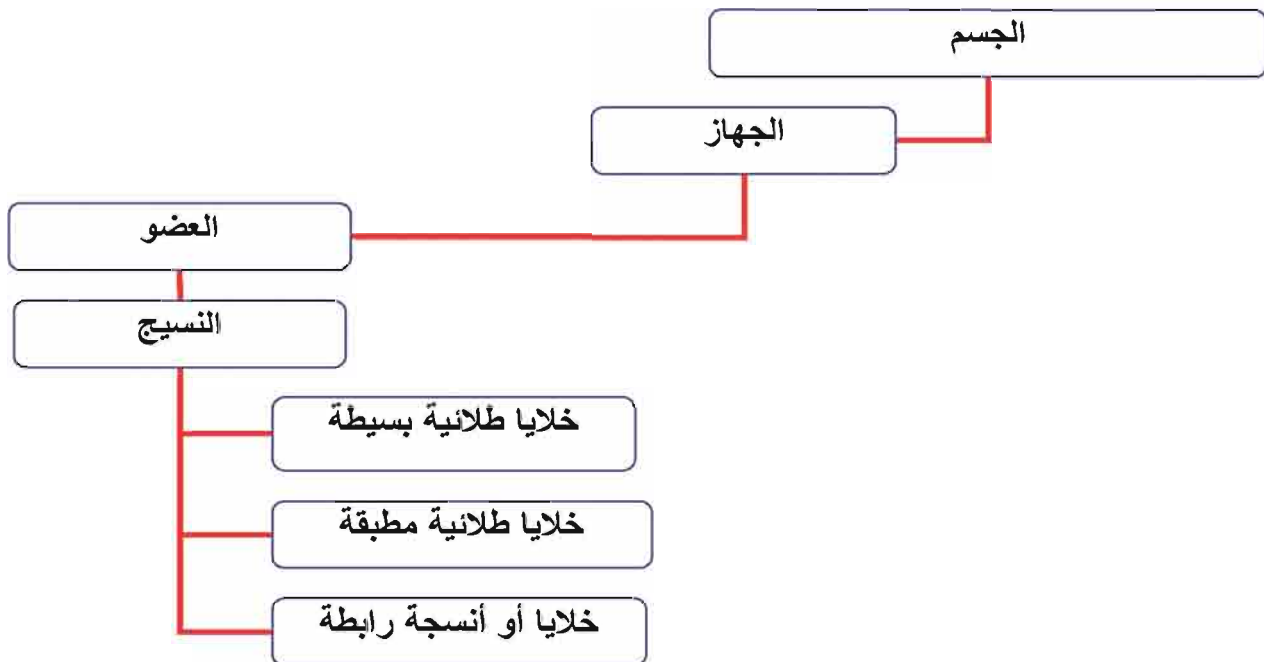 الجسم
الجهاز
العضو
النسيج
خلايا طلائية بسيطة
خلايا طلائية مطبقة
خلايا أو أنسجة رابطة